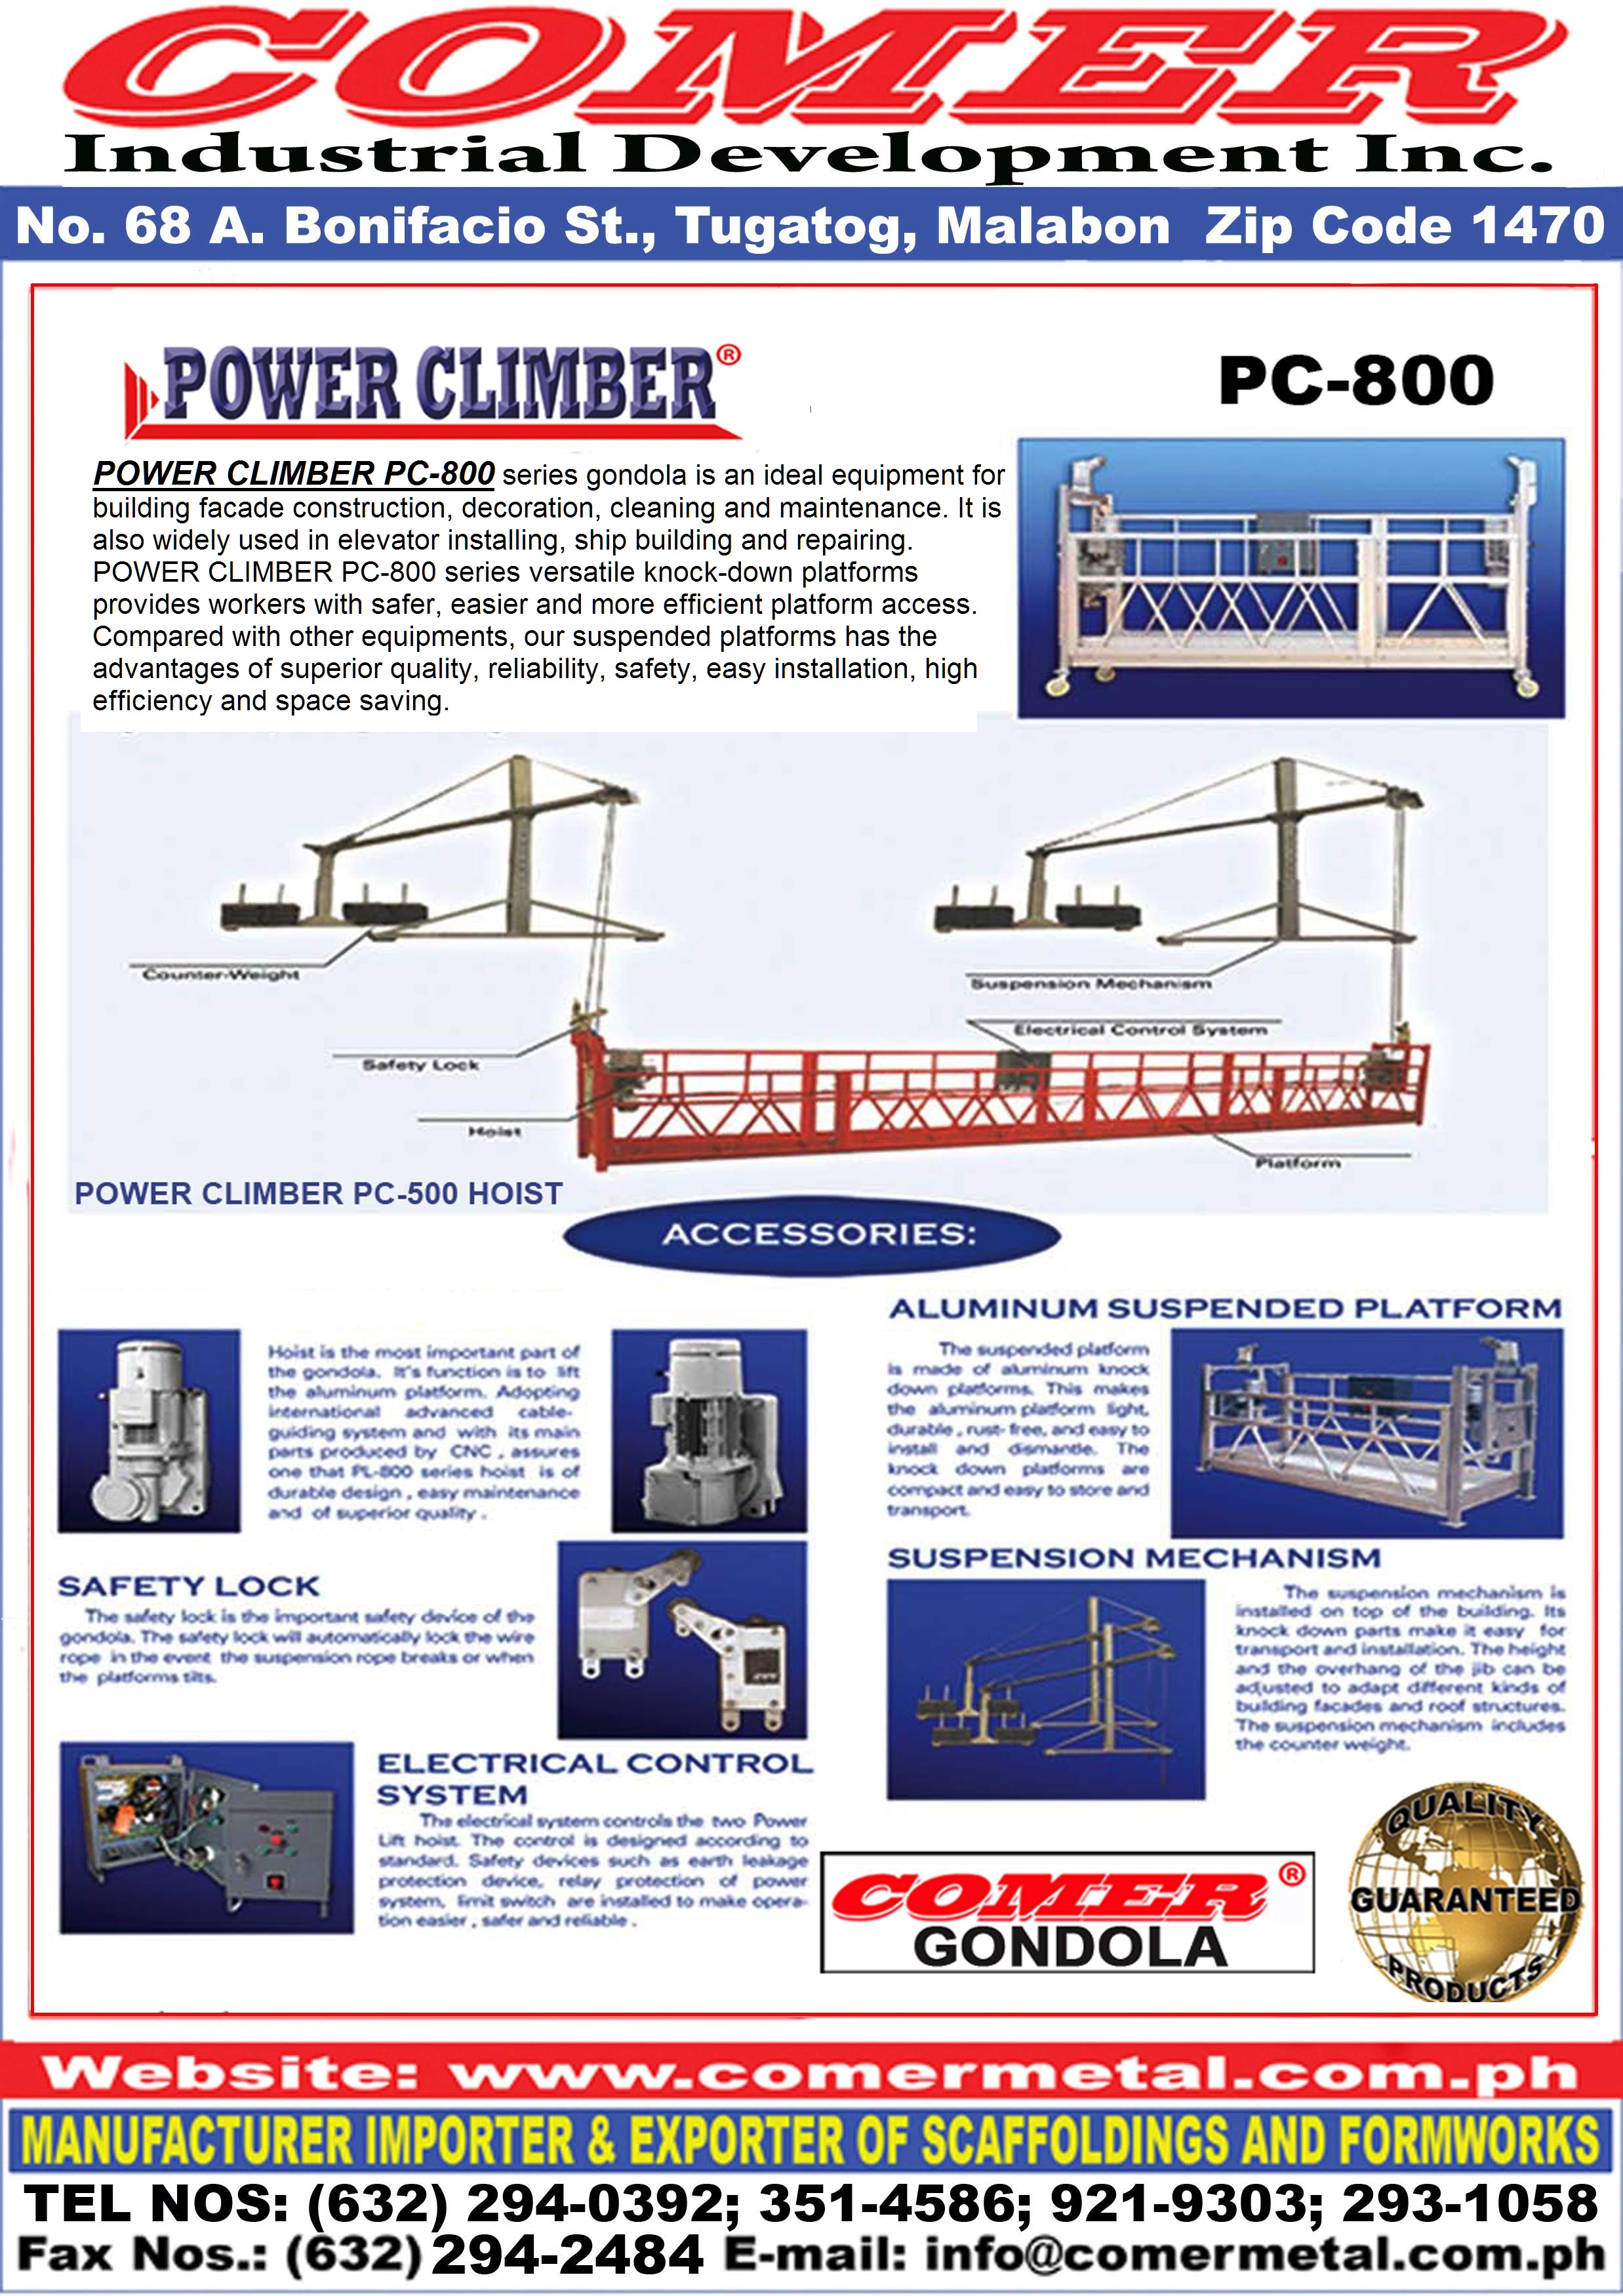 COMER
Industrial Development Inc.
No. 68 A. Bonifacio St., Tugatog, Malabon Zip Code 1470
POWER CLIMBER®
PC-800
POWER CLIMBER PC-800 series gondola is an ideal equipment for
building facade construction, decoration, cleaning and maintenance. It is
also widely used in elevator installing, ship building and repairing.
POWER CLIMBER PC-800 series versatile knock-down platforms
provides workers with safer, easier and more efficient platform access.
Compared with other equipments, our suspended platforms has the
advantages of superior quality, reliability, safety, easy installation, high
efficiency and space saving.
Counter-Weight
Suspension Mechanism
Electrical Control System
Safety Lock
Hoist
Platform
POWER CLIMBER PC-500 HOIST
ACCESSORIES:
Hoist is the most important part of
the gondola. It's function is to lift
the aluminum platform. Adopting
international advanced cable-
guiding system and with its main
parts produced by CNC , assures
one that PL-800 series hoist is of
durable design , easy maintenance
and of superior quality .
SAFETY LOCK
The safety lock is the important safety device of the
gondola. The safety lock will automatically lock the wire
rope in the event the suspension rope breaks or when
the platforms tilts.
ELECTRICAL CONTROL
SYSTEM
The electrical system controls the two Power
Lift hoist. The control is designed according to
standard. Safety devices such as earth leakage
protection device, relay protection of power
system, limit switch are installed to make opera-
tion easier , safer and reliable .
ALUMINUM SUSPENDED PLATFORM
The suspended platform
is made of aluminum knock
down platforms. This makes
the aluminum platform light,
durable , rust- free, and easy to
install and dismantle. The
knock down platforms are
compact and easy to store and
transport.
SUSPENSION MECHANISM
The suspension mechanism is
installed on top of the building. Its
knock down parts make it easy for
transport and installation. The height
and the overhang of the jib can be
adjusted to adapt different kinds of
building facades and roof structures.
The suspension mechanism includes
the counter weight.
COMER®
GONDOLA
QUALITY
GUARANTEED
PRODUCTS
Website: www.comermetal.com.ph
MANUFACTURER IMPORTER & EXPORTER OF SCAFFOLDINGS AND FORMWORKS
TEL NOS: (632) 294-0392; 351-4586; 921-9303; 293-1058
Fax Nos.: (632) 294-2484 E-mail: info@comermetal.com.ph